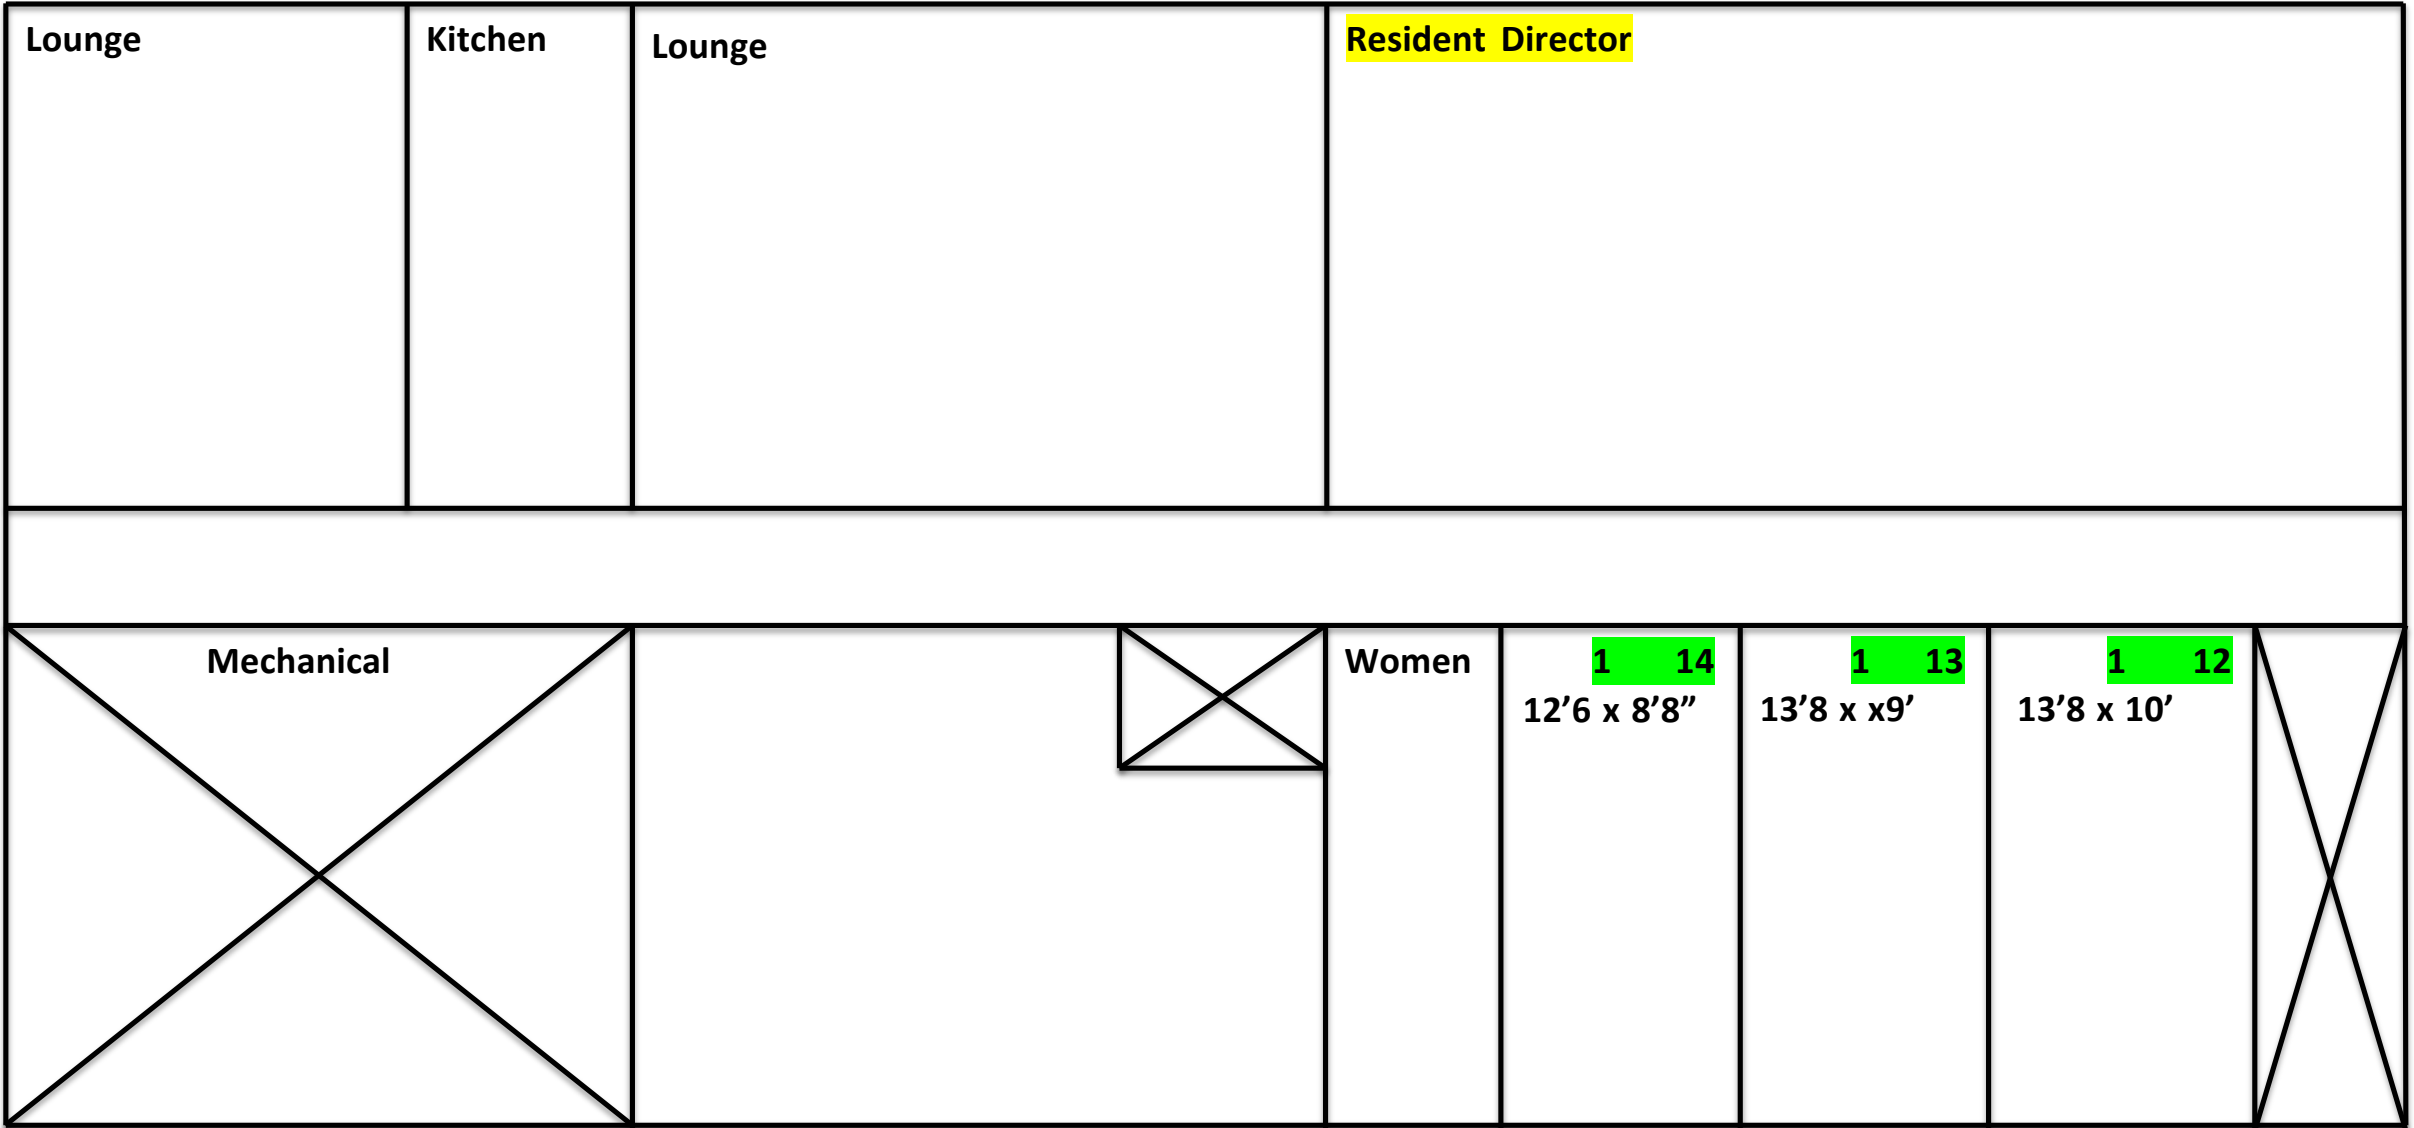 Lounge
Kitchen
Lounge
Resident Director
Mechanical
Women
1 14
12’6 x 8’8”
1 13
13’8 x x9’
1 12
13’8 x 10’